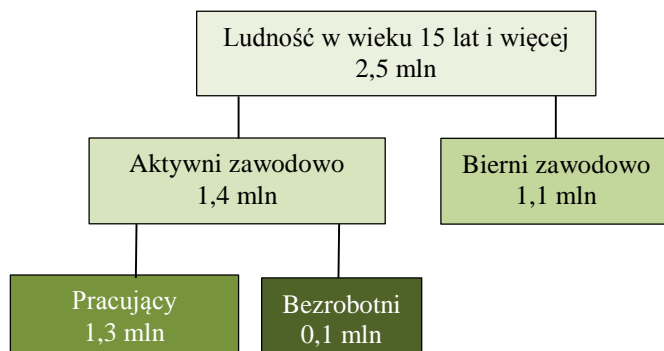 Ludność w wieku 15 lat i więcej
2,5 mln
Aktywni zawodowo
1,4 mln
Bierni zawodowo
1,1 mln
Pracujący
1,3 mln
Bezrobotni
0,1 mln